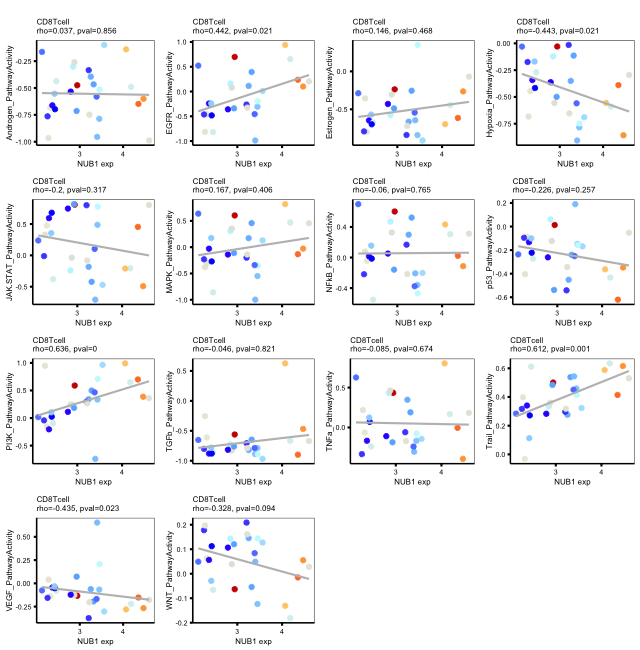 CD8Tcell
rho=0.037, pval=0.856
Androgen_PathwayActivity
-0.25
-0.50
-0.75
-1.00
3
4
NUB1 exp
CD8Tcell
rho=0.442, pval=0.021
EGFR_PathwayActivity
1.0
0.5
0.0
-0.5
-1.0
3
4
NUB1 exp
CD8Tcell
rho=0.146, pval=0.468
Estrogen_PathwayActivity
0.0
-0.5
3
4
NUB1 exp
CD8Tcell
rho=-0.443, pval=0.021
Hypoxia_PathwayActivity
0.00
-0.25
-0.50
-0.75
3
4
NUB1 exp
CD8Tcell
rho=-0.2, pval=0.317
JAK.STAT_PathwayActivity
0.5
0.0
-0.5
3
4
NUB1 exp
CD8Tcell
rho=0.167, pval=0.406
MAPK_PathwayActivity
0.5
0.0
-0.5
-1.0
3
4
NUB1 exp
CD8Tcell
rho=-0.06, pval=0.765
NFkB_PathwayActivity
0.4
0.0
-0.4
3
4
NUB1 exp
CD8Tcell
rho=-0.226, pval=0.257
p53_PathwayActivity
0.2
0.0
-0.2
-0.4
-0.6
3
4
NUB1 exp
CD8Tcell
rho=0.636, pval=0
PI3K_PathwayActivity
1.0
0.5
0.0
-0.5
3
4
NUB1 exp
CD8Tcell
rho=-0.046, pval=0.821
TGFb_PathwayActivity
0.5
0.0
-0.5
-1.0
3
4
NUB1 exp
CD8Tcell
rho=-0.085, pval=0.674
TNFa_PathwayActivity
0.5
0.0
3
4
NUB1 exp
CD8Tcell
rho=0.612, pval=0.001
Trail_PathwayActivity
0.6
0.4
0.2
0.0
3
4
NUB1 exp
CD8Tcell
rho=-0.435, pval=0.023
VEGF_PathwayActivity
0.50
0.25
0.00
-0.25
3
4
NUB1 exp
CD8Tcell
rho=-0.328, pval=0.094
WNT_PathwayActivity
0.2
0.1
0.0
-0.1
-0.2
3
4
NUB1 exp